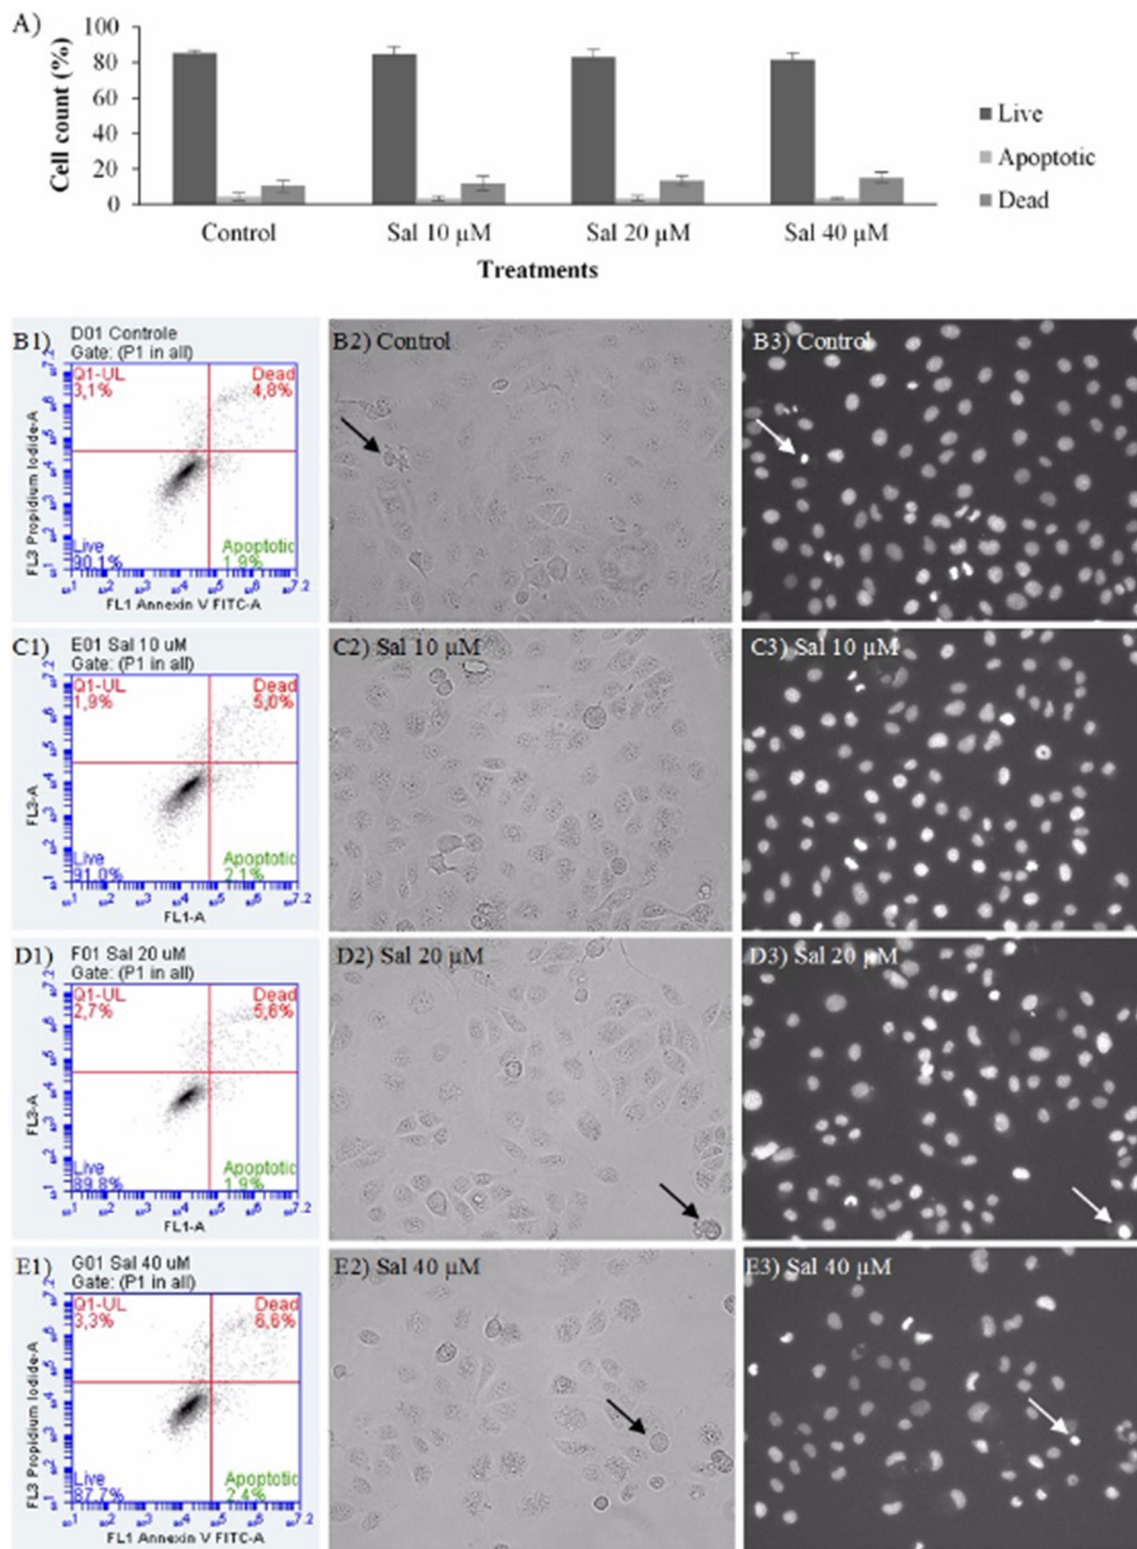 A)
100
80
60
40
20
0
Cell count (%)
Live
Apoptotic
Dead
Control
Sal 10 µM
Sal 20 µM
Sal 40 µM
Treatments
B1)
D01 Controle
Gate: (P1 in all)
Q1-UL
3,1%
Dead
4,8%
Live
90,1%
Apoptotic
1,9%
FL3 Propidium Iodide-A
FL1 Annexin V FITC-A
B2) Control
B3) Control
C1)
E01 Sal 10 uM
Gate: (P1 in all)
Q1-UL
1,9%
Dead
5,0%
Live
91,0%
Apoptotic
2,1%
FL3-A
FL1-A
C2) Sal 10 µM
C3) Sal 10 µM
D1)
F01 Sal 20 uM
Gate: (P1 in all)
Q1-UL
2,7%
Dead
5,6%
Live
89,8%
Apoptotic
1,9%
FL3-A
FL1-A
D2) Sal 20 µM
D3) Sal 20 µM
E1)
G01 Sal 40 uM
Gate: (P1 in all)
Q1-UL
3,3%
Dead
6,6%
Live
87,7%
Apoptotic
2,4%
FL3 Propidium Iodide-A
FL1 Annexin V FITC-A
E2) Sal 40 µM
E3) Sal 40 µM